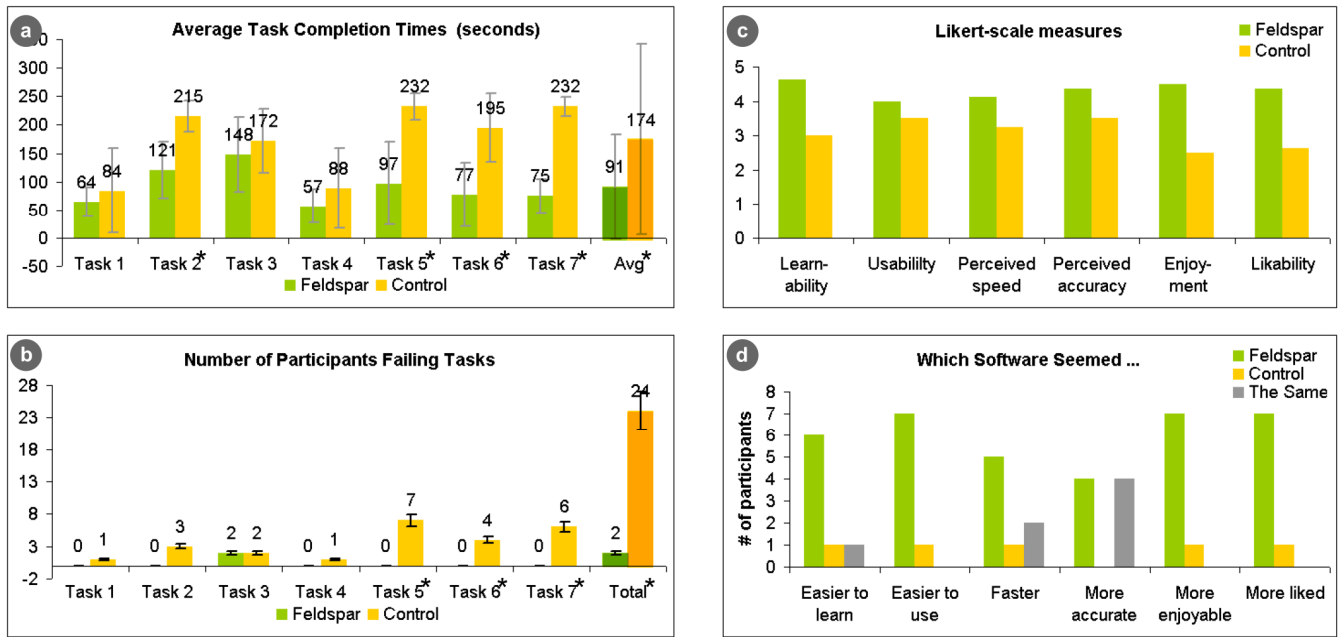 a
Average Task Completion Times (seconds)
350
300
250
200
150
100
50
0
-50
64
84
121
215
148
172
57
88
97
232
77
195
75
232
91
174
Task 1
Task 2*
Task 3
Task 4
Task 5*
Task 6*
Task 7*
Avg*
Feldspar
Control
c
Likert-scale measures
Feldspar
Control
5
4
3
2
1
0
Learn-
ability
Usabililty
Perceived
speed
Perceived
accuracy
Enjoy-
ment
Likability
b
Number of Participants Failing Tasks
28
23
18
13
8
3
-2
0
1
0
3
2
2
0
1
0
7
0
4
0
6
2
24
Task 1
Task 2
Task 3
Task 4
Task 5*
Task 6*
Task 7*
Total*
Feldspar
Control
d
Which Software Seemed ...
Feldspar
Control
The Same
# of participants
8
7
6
5
4
3
2
1
0
Easier to
learn
Easier to
use
Faster
More
accurate
More
enjoyable
More liked